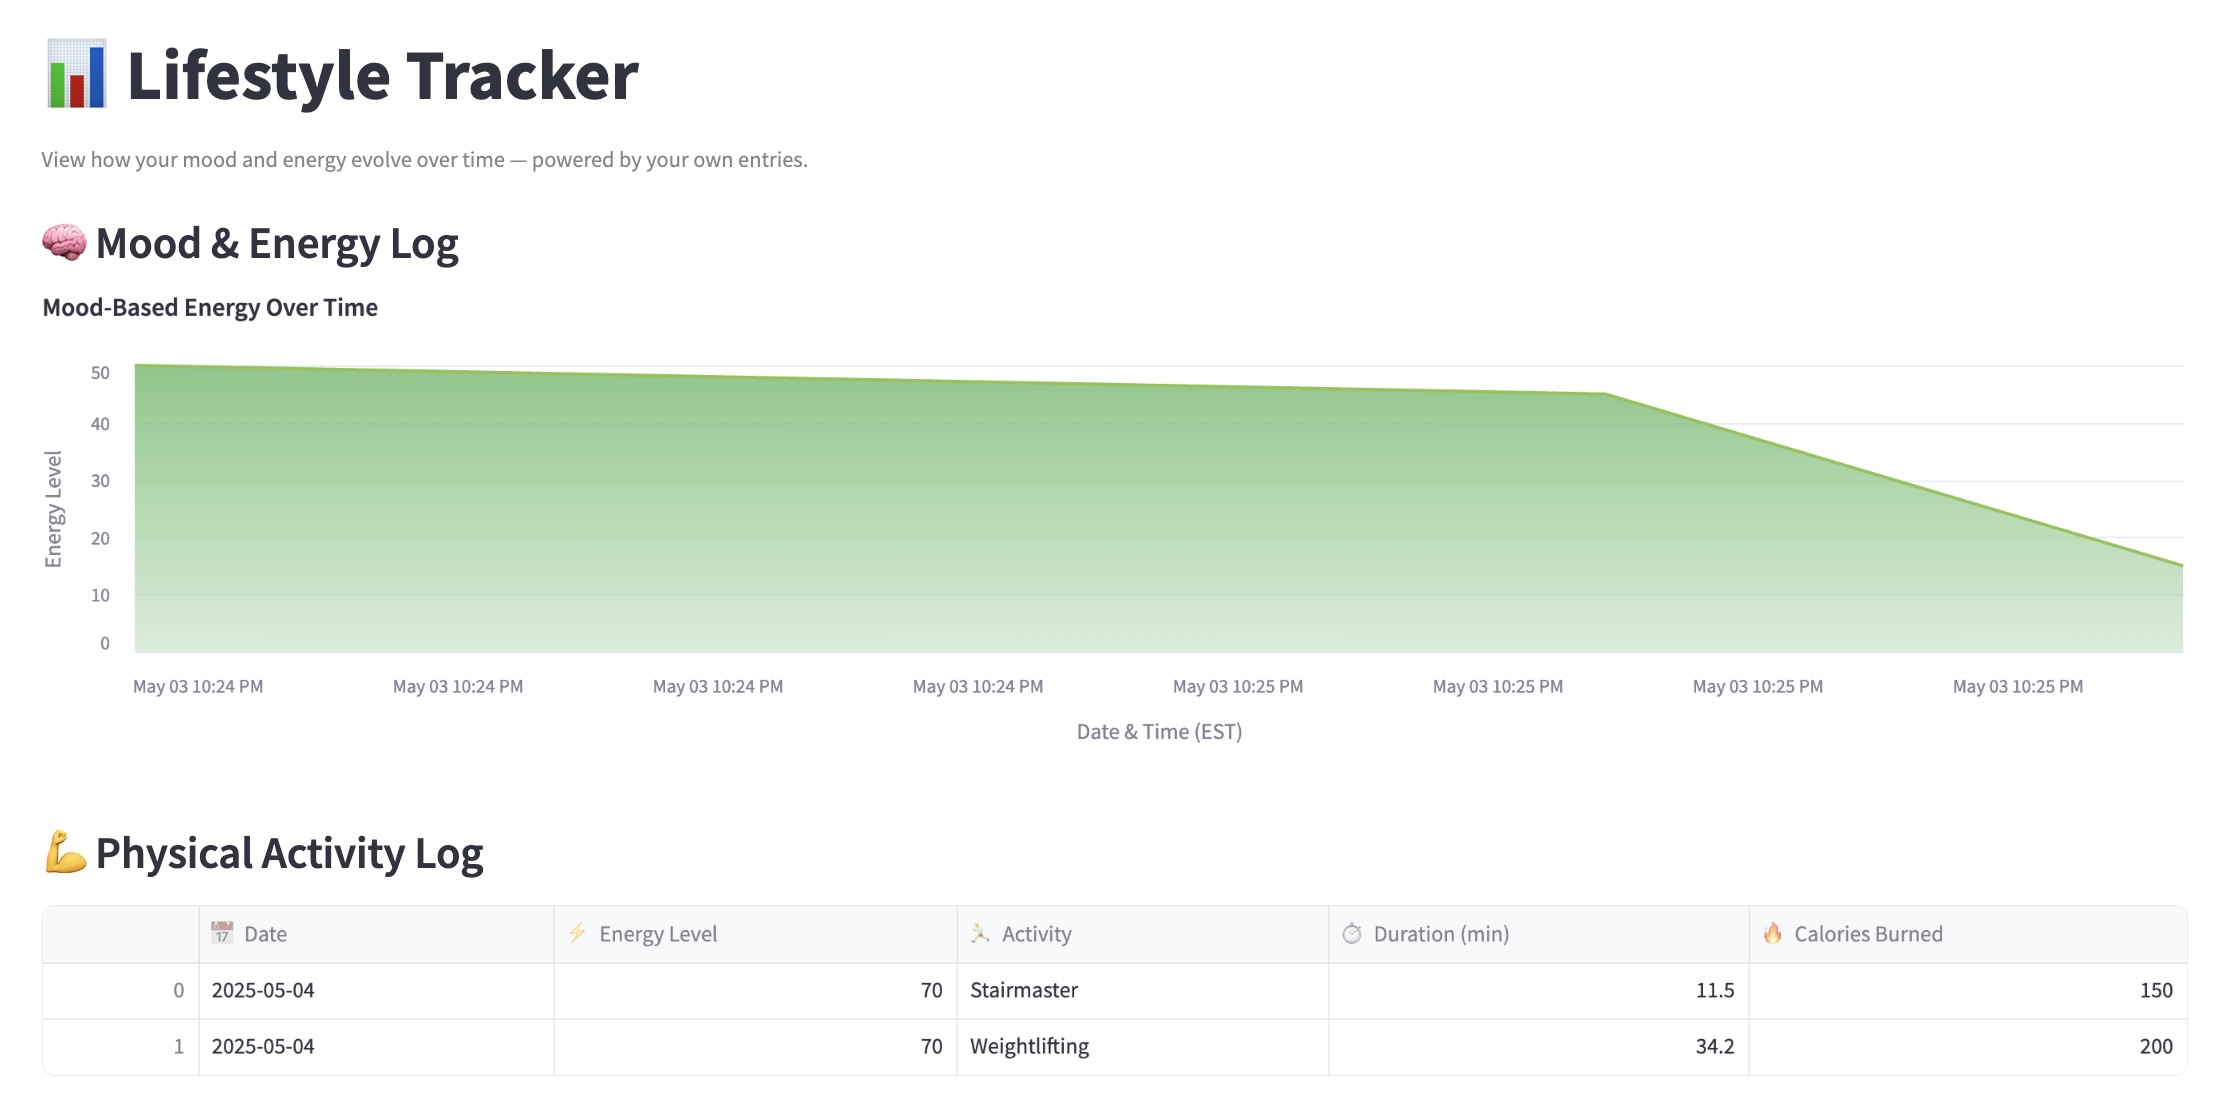 Lifestyle Tracker
View how your mood and energy evolve over time — powered by your own entries.
Mood & Energy Log
Mood-Based Energy Over Time
50
40
30
20
10
0
Energy Level
May 03 10:24 PM May 03 10:24 PM May 03 10:24 PM May 03 10:24 PM May 03 10:25 PM May 03 10:25 PM May 03 10:25 PM May 03 10:25 PM
Date & Time (EST)
Physical Activity Log
17 Date Energy Level Activity Duration (min) Calories Burned
0 2025-05-04 70 Stairmaster 11.5 150
1 2025-05-04 70 Weightlifting 34.2 200